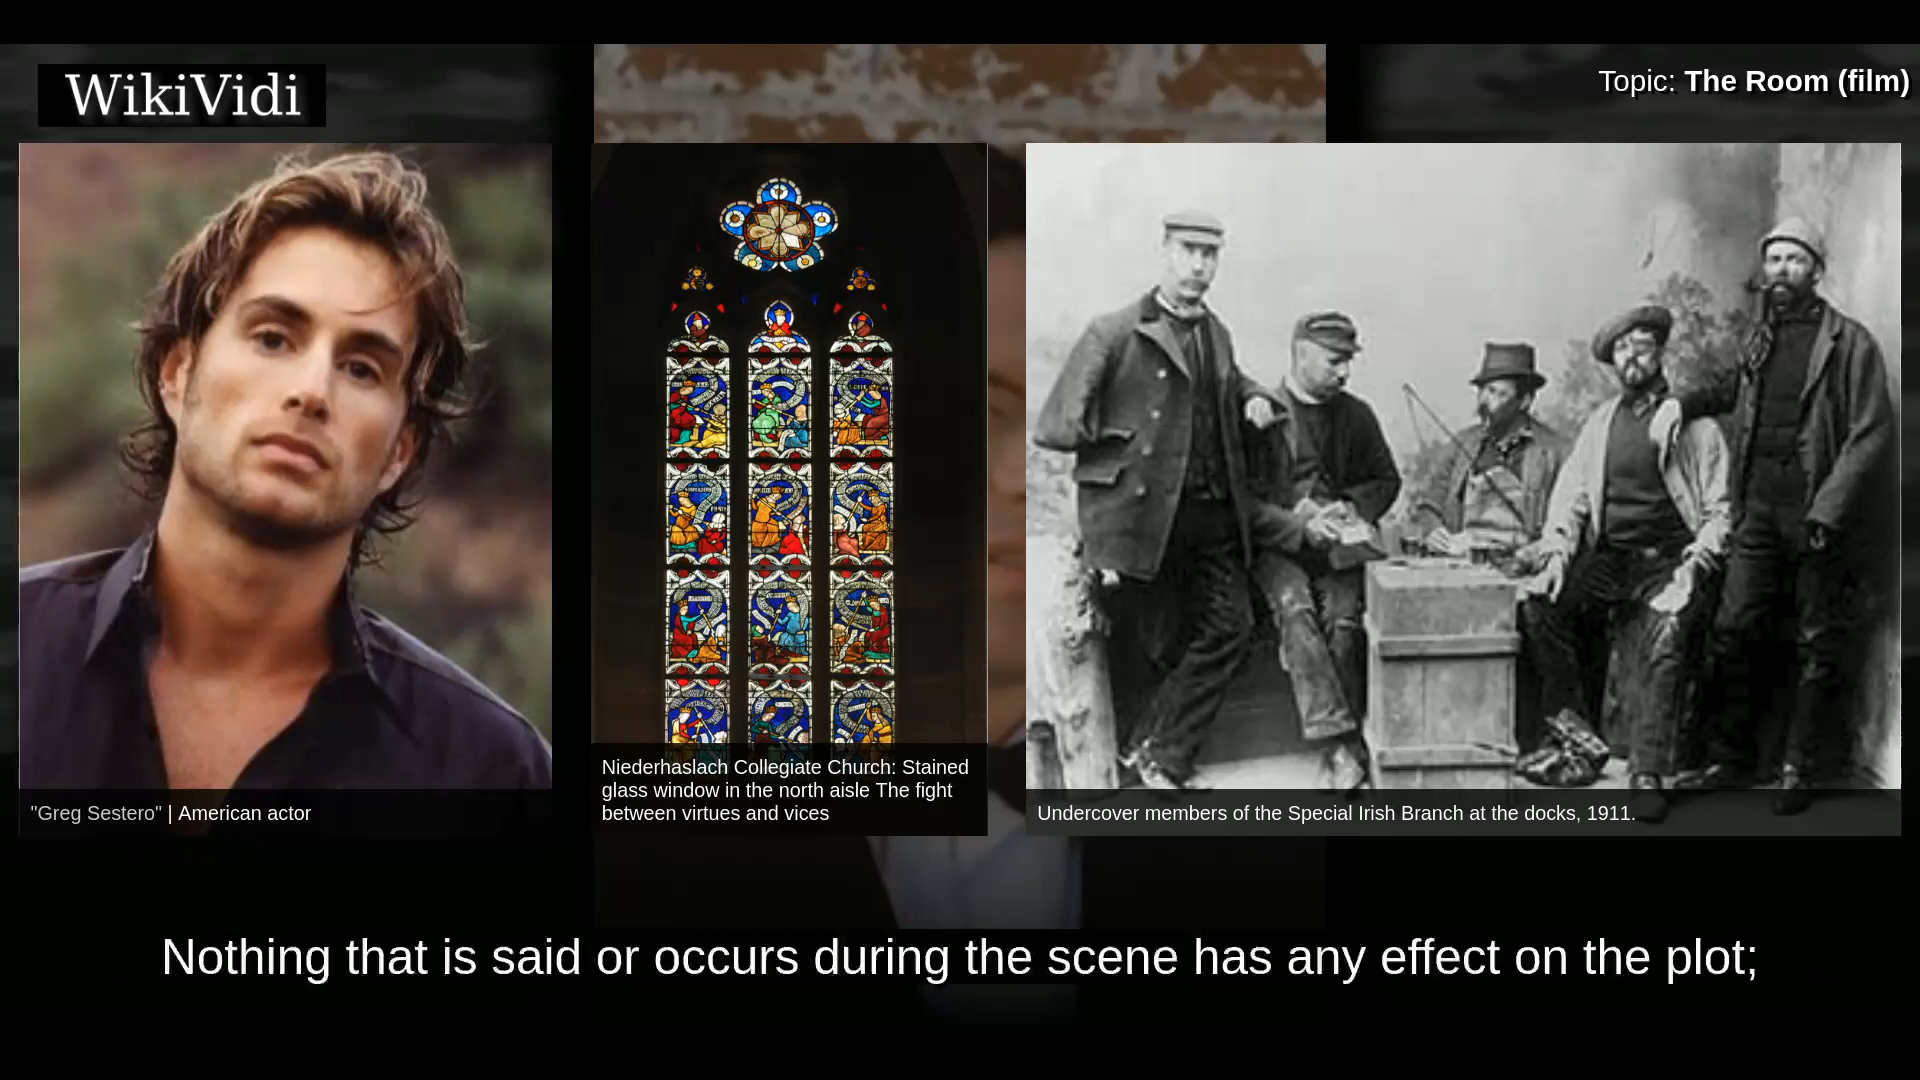 WikiVidi
Topic: The Room (film)
"Greg Sestero" | American actor
Niederhaslach Collegiate Church: Stained
glass window in the north aisle The fight
between virtues and vices
Undercover members of the Special Irish Branch at the docks, 1911.
Nothing that is said or occurs during the scene has any effect on the plot;